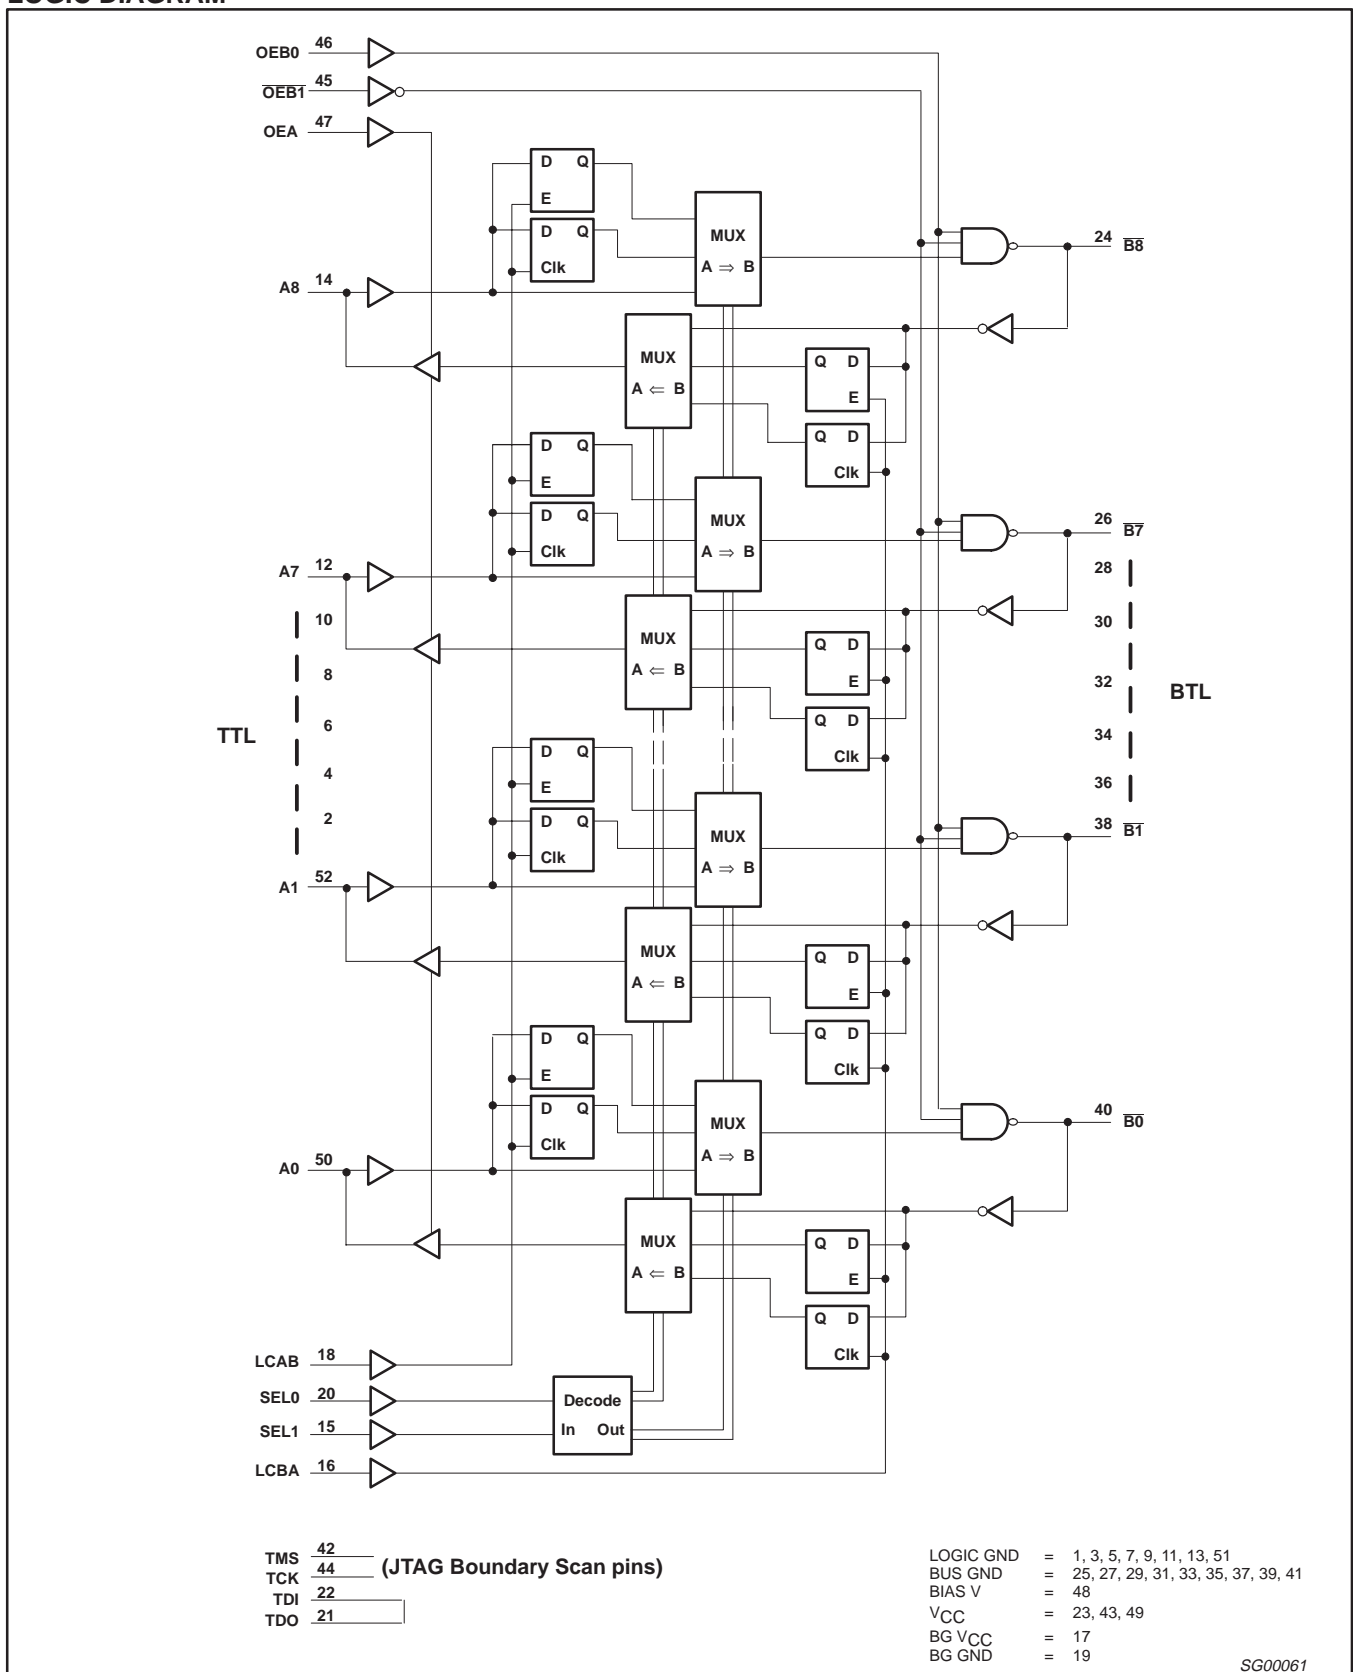 LOGIC DIAGRAM
OEB0 46
OEB1 45
OEA 47
D Q
E
D Q
Clk
MUX
A ⇒ B
24 B8
A8 14
MUX
A ⇐ B
Q D
E
Q D
Clk
D Q
E
D Q
Clk
MUX
A ⇒ B
26 B7
A7 12
MUX
A ⇐ B
Q D
E
Q D
Clk
10
8
6
4
2
TTL
28
30
32
34
36
BTL
D Q
E
D Q
Clk
MUX
A ⇒ B
38 B1
A1 52
MUX
A ⇐ B
Q D
E
Q D
Clk
D Q
E
D Q
Clk
MUX
A ⇒ B
40 B0
A0 50
MUX
A ⇐ B
Q D
E
Q D
Clk
LCAB 18
SEL0 20
SEL1 15
LCBA 16
Decode
In Out
TMS 42
TCK 44
TDI 22
TDO 21
(JTAG Boundary Scan pins)
LOGIC GND = 1, 3, 5, 7, 9, 11, 13, 51
BUS GND = 25, 27, 29, 31, 33, 35, 37, 39, 41
BIAS V = 48
VCC = 23, 43, 49
BG VCC = 17
BG GND = 19
SG00061